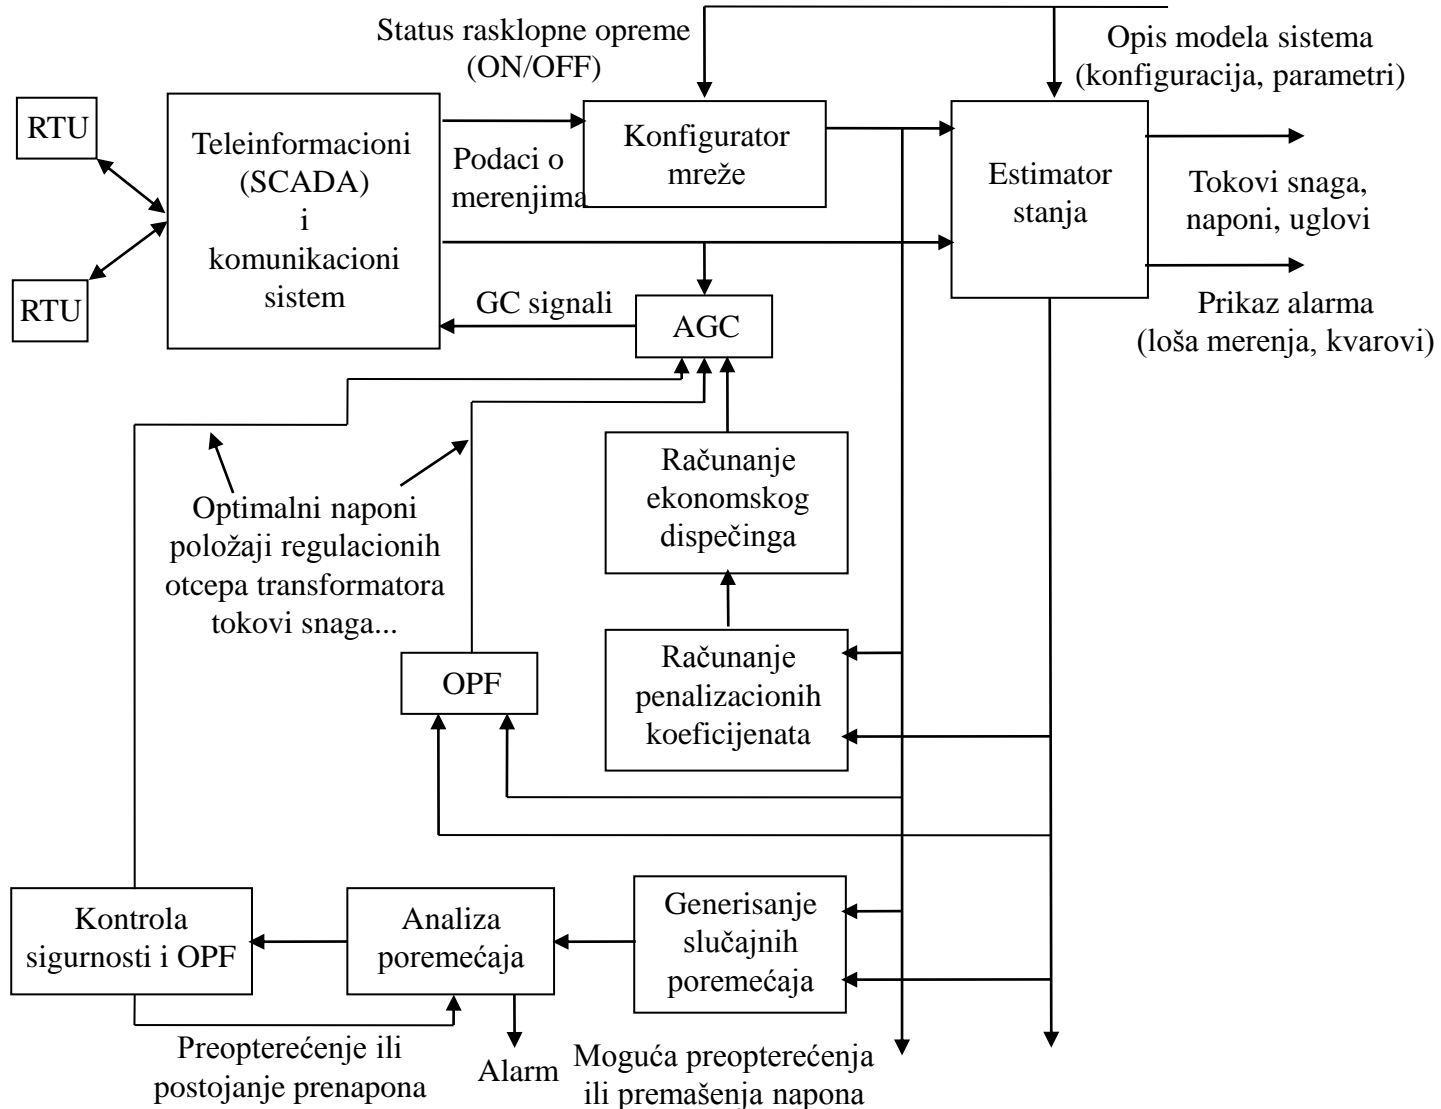 Status rasklopne opreme
(ON/OFF)
Opis modela sistema
(konfiguracija, parametri)
RTU
RTU
Teleinformacioni
(SCADA)
i
komunikacioni
sistem
Podaci o
merenjima
Konfigurator
mreže
Estimator
stanja
Tokovi snaga,
naponi, uglovi
Prikaz alarma
(loša merenja, kvarovi)
GC signali
AGC
Računanje
ekonomskog
dispečinga
Optimalni naponi
položaji regulacionih
otcepa transformatora
tokovi snaga...
OPF
Računanje
penalizacionih
koeficijenata
Kontrola
sigurnosti i OPF
Analiza
poremećaja
Generisanje
slučajnih
poremećaja
Preopterećenje ili
postojanje prenapona
Alarm
Moguća preopterećenja
ili premašenja napona